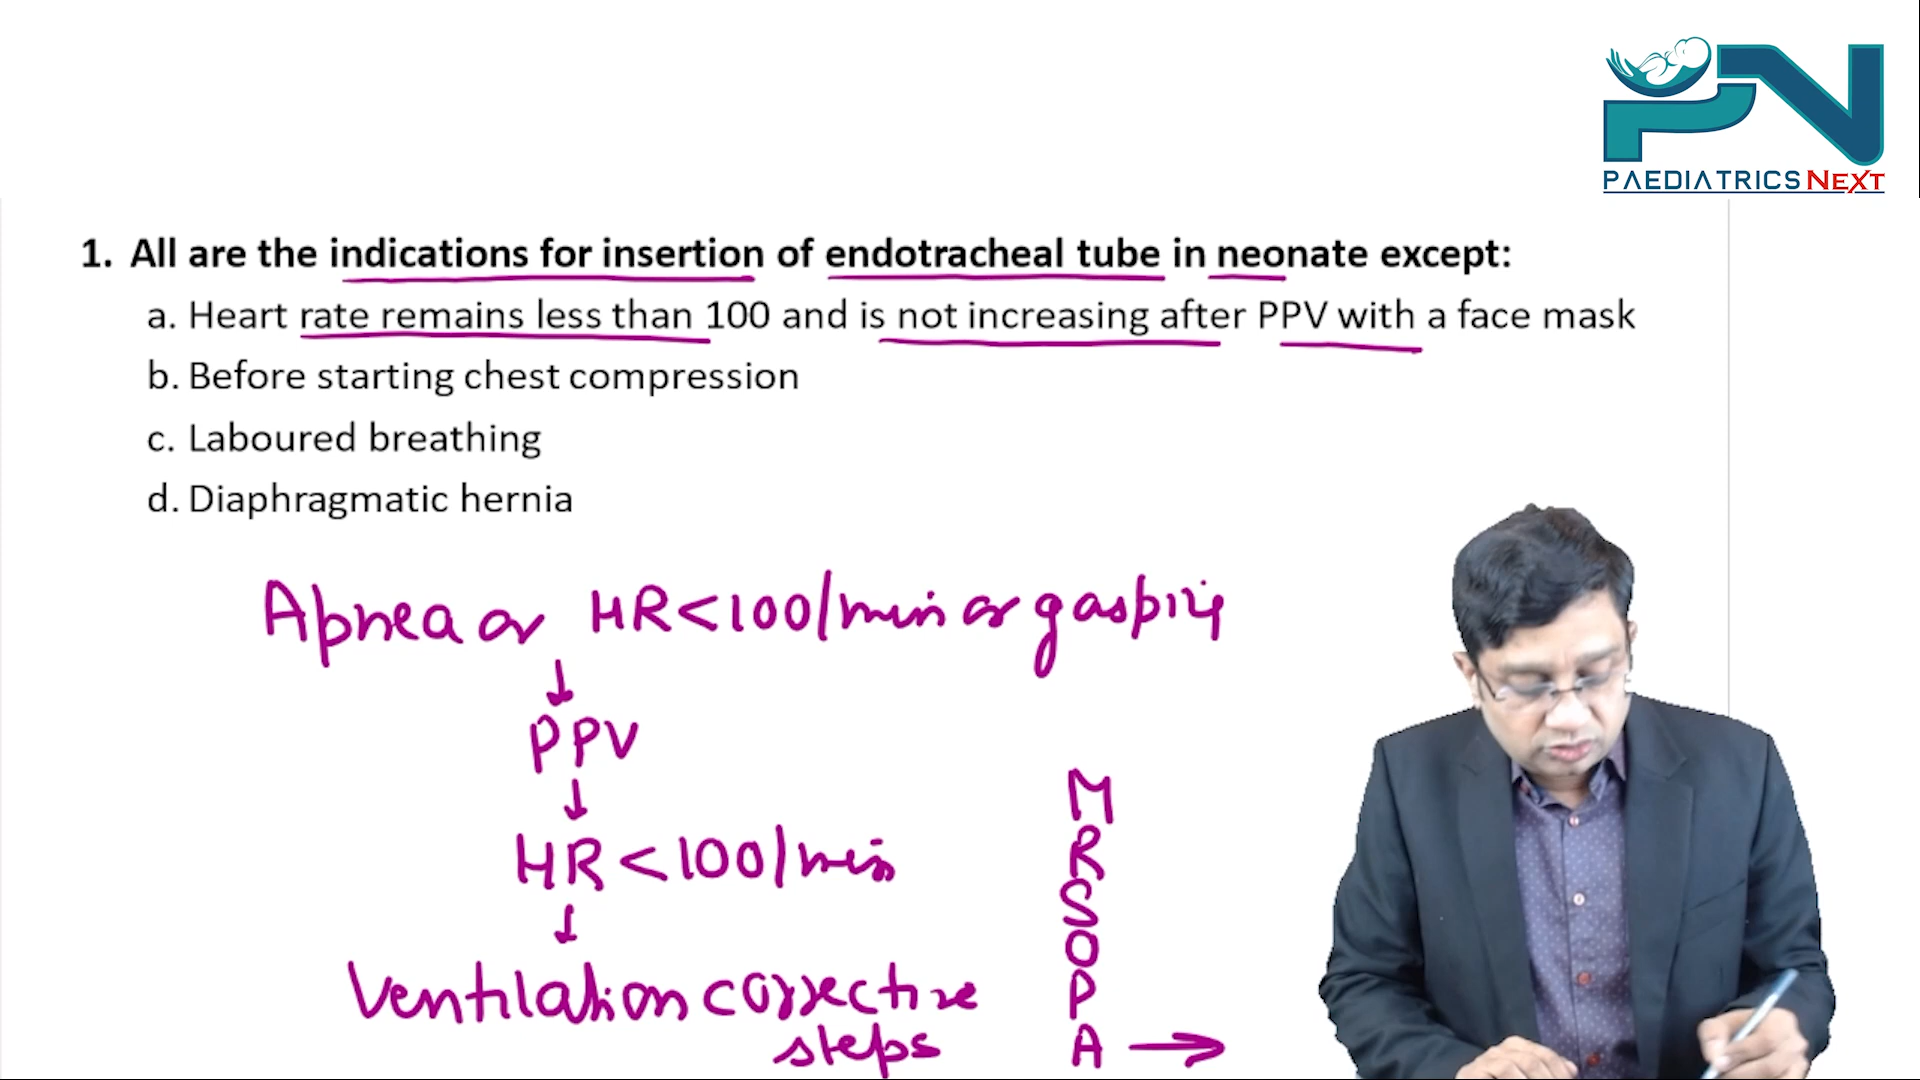 PAEDIATRICS NEXT
1. All are the indications for insertion of endotracheal tube in neonate except:
a. Heart rate remains less than 100 and is not increasing after PPV with a face mask
b. Before starting chest compression
c. Laboured breathing
d. Diaphragmatic hernia
Apnea or HR<100/min or gasping
↓
PPV
↓
HR<100/min
↓
Ventilation corrective
steps
M
R
S
O
P
A →